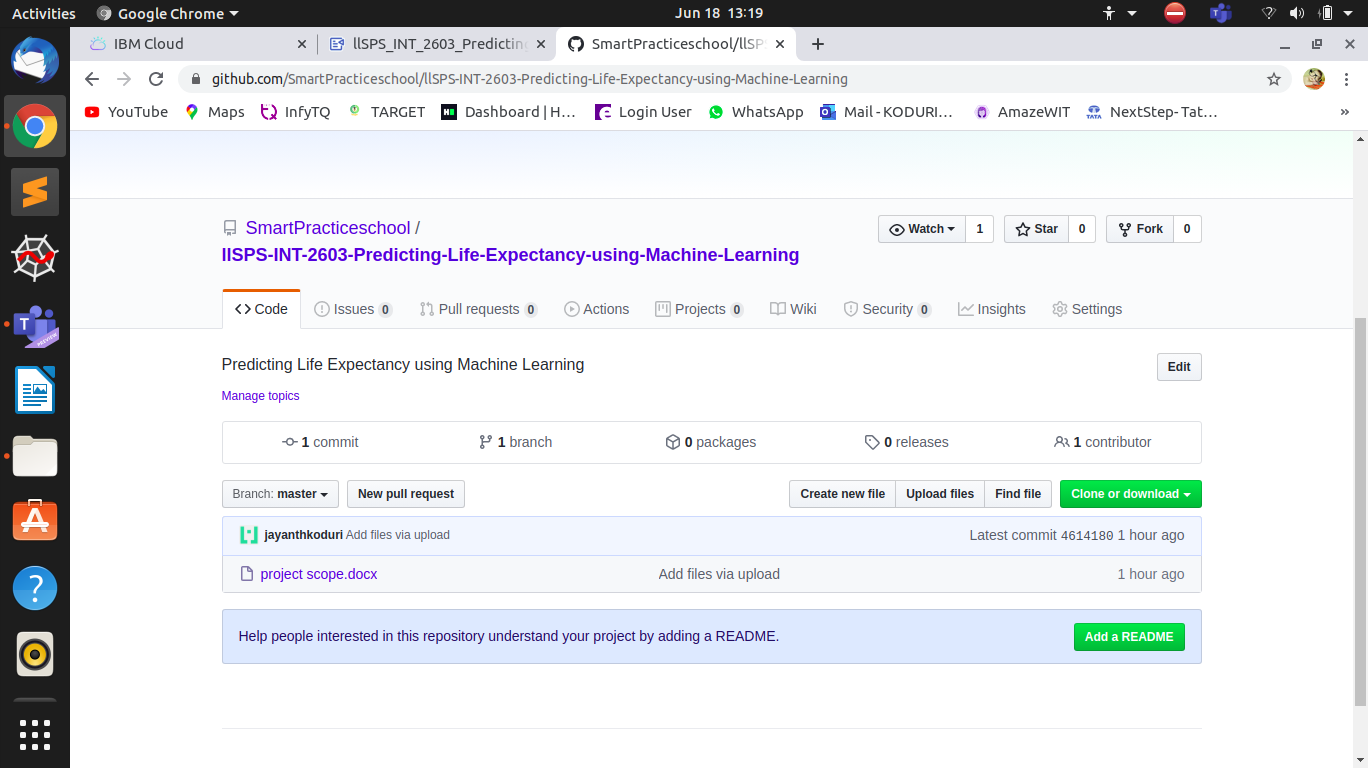 Activities Google Chrome Jun 18 13:19
IBM Cloud llSPS_INT_2603_Predicting SmartPracticeschool/llSPS
github.com/SmartPracticeschool/llSPS-INT-2603-Predicting-Life-Expectancy-using-Machine-Learning
YouTube Maps InfyTQ TARGET Dashboard | H... Login User WhatsApp Mail - KODURI... AmazeWIT NextStep- Tat... »
SmartPracticeschool / Watch 1 Star 0 Fork 0
llSPS-INT-2603-Predicting-Life-Expectancy-using-Machine-Learning
Code Issues 0 Pull requests 0 Actions Projects 0 Wiki Security 0 Insights Settings
Predicting Life Expectancy using Machine Learning Edit
Manage topics
1 commit 1 branch 0 packages 0 releases 1 contributor
Branch: master New pull request Create new file Upload files Find file Clone or download
jayanthkoduri Add files via upload Latest commit 4614180 1 hour ago
project scope.docx Add files via upload 1 hour ago
Help people interested in this repository understand your project by adding a README. Add a README